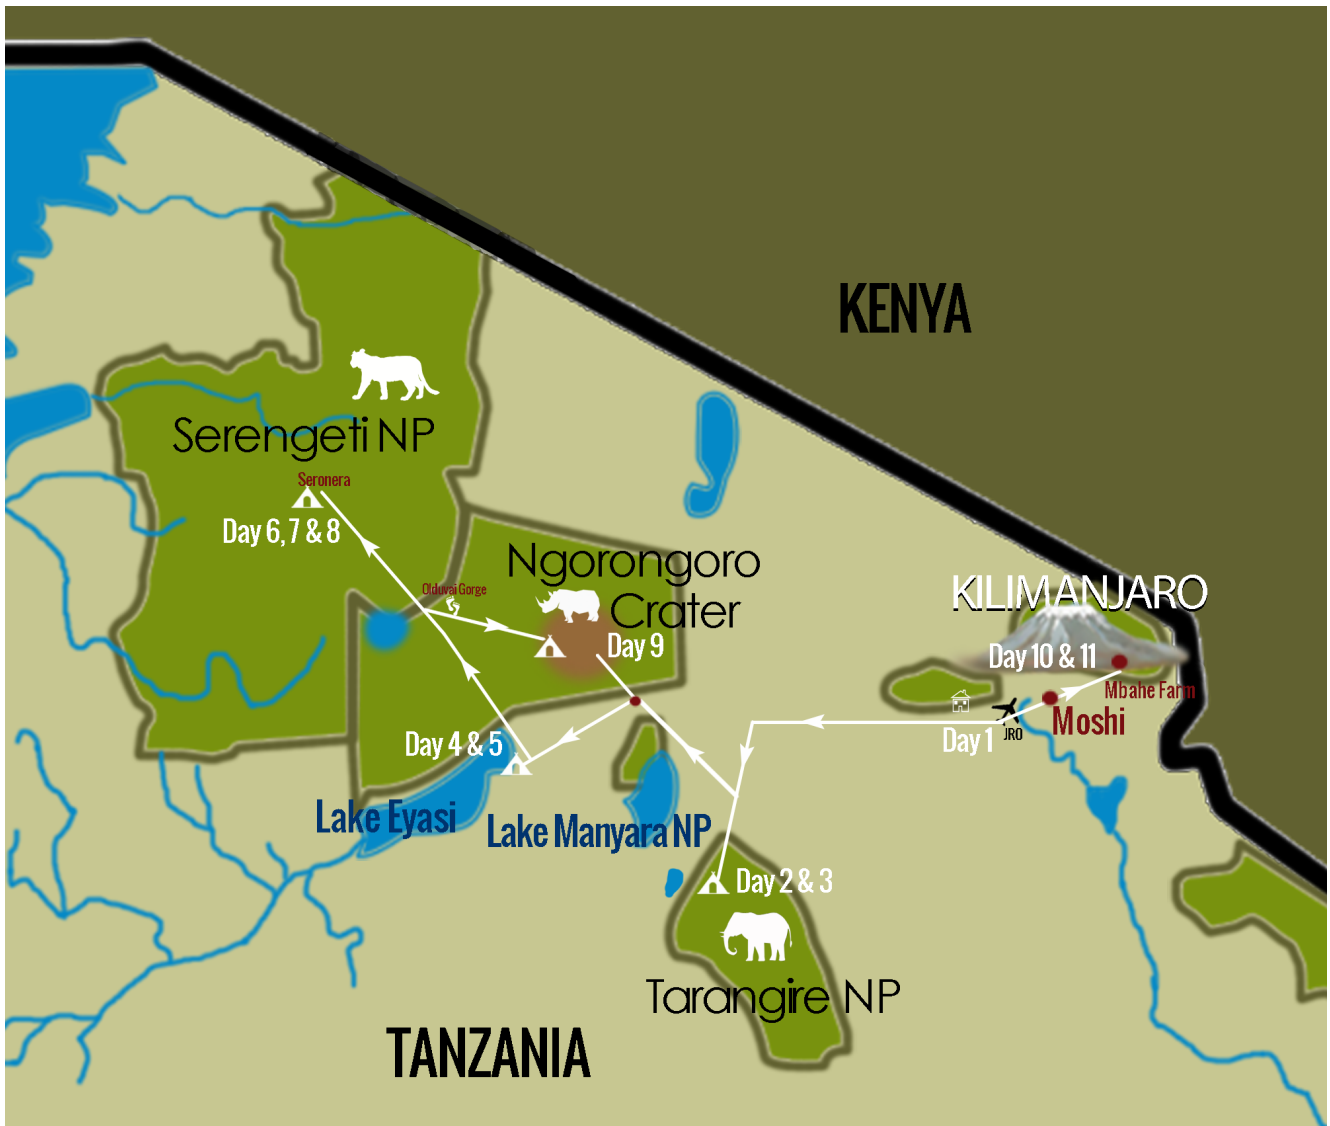 KENYA
Serengeti NP
Seronera
Day 6, 7 & 8
Ngorongoro
Crater
Olduvai Gorge
Day 9
KILIMANJARO
Day 10 & 11
Mbahe Farm
Moshi
Day 1
JRO
Day 4 & 5
Lake Eyasi
Lake Manyara NP
Day 2 & 3
Tarangire NP
TANZANIA